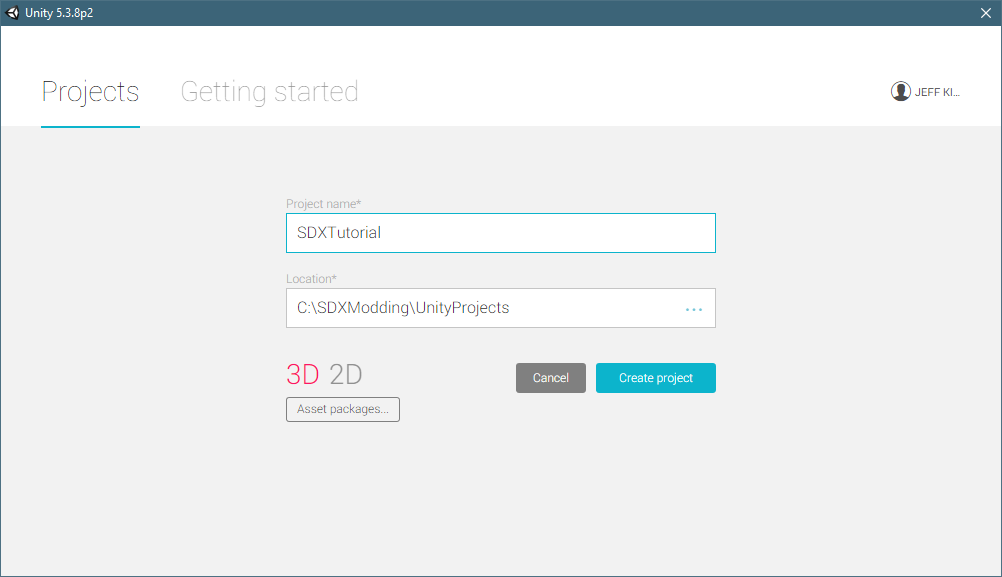 Unity 5.3.8p2
Projects
Getting started
JEFF KI...
Project name*
SDXTutorial
Location*
C:\SDXModding\UnityProjects
...
3D 2D
Cancel
Create project
Asset packages...